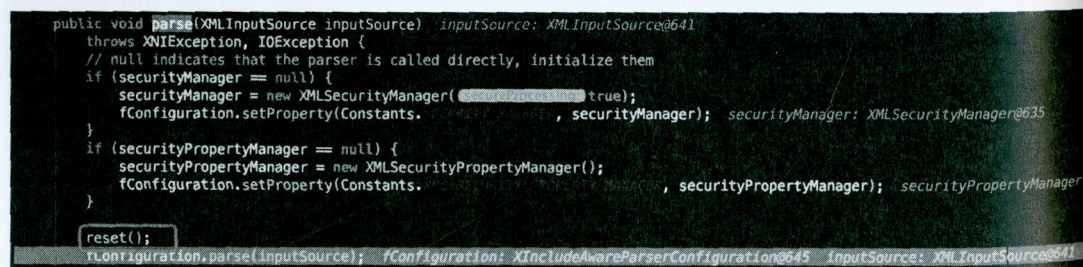 public void parse(XMLInputSource inputSource) inputSource: XMLInputSource@641
throws XNIException, IOException {
// null indicates that the parser is called directly, initialize them
if (securityManager == null) {
securityManager = new XMLSecurityManager( true);
fConfiguration.setProperty(Constants. , securityManager); securityManager: XMLSecurityManager@635
}
if (securityPropertyManager == null) {
securityPropertyManager = new XMLSecurityPropertyManager();
fConfiguration.setProperty(Constants. , securityPropertyManager); securityPropertyManager
}
reset();
fConfiguration.parse(inputSource); fConfiguration: XIncludeAwareParserConfiguration@645 inputSource: XMLInputSource@641